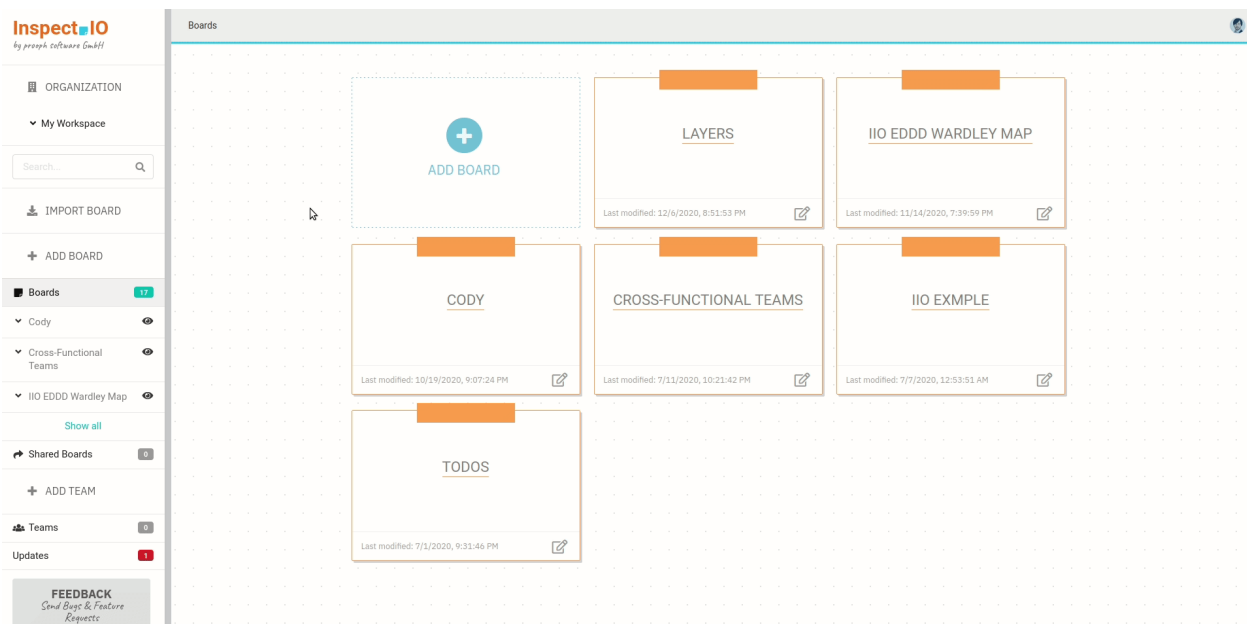 Inspect IO
by prooph software GmbH
Boards
ORGANIZATION
My Workspace
Search...
IMPORT BOARD
ADD BOARD
Boards 17
Cody
Cross-Functional
Teams
IIO EDDD Wardley Map
Show all
Shared Boards 0
ADD TEAM
Teams 0
Updates 1
FEEDBACK
Send Bugs & Feature
Requests
ADD BOARD
LAYERS
Last modified: 12/6/2020, 8:51:53 PM
IIO EDDD WARDLEY MAP
Last modified: 11/14/2020, 7:39:59 PM
CODY
Last modified: 10/19/2020, 9:07:24 PM
CROSS-FUNCTIONAL TEAMS
Last modified: 7/11/2020, 10:21:42 PM
IIO EXMPLE
Last modified: 7/7/2020, 12:53:51 AM
TODOS
Last modified: 7/1/2020, 9:31:46 PM